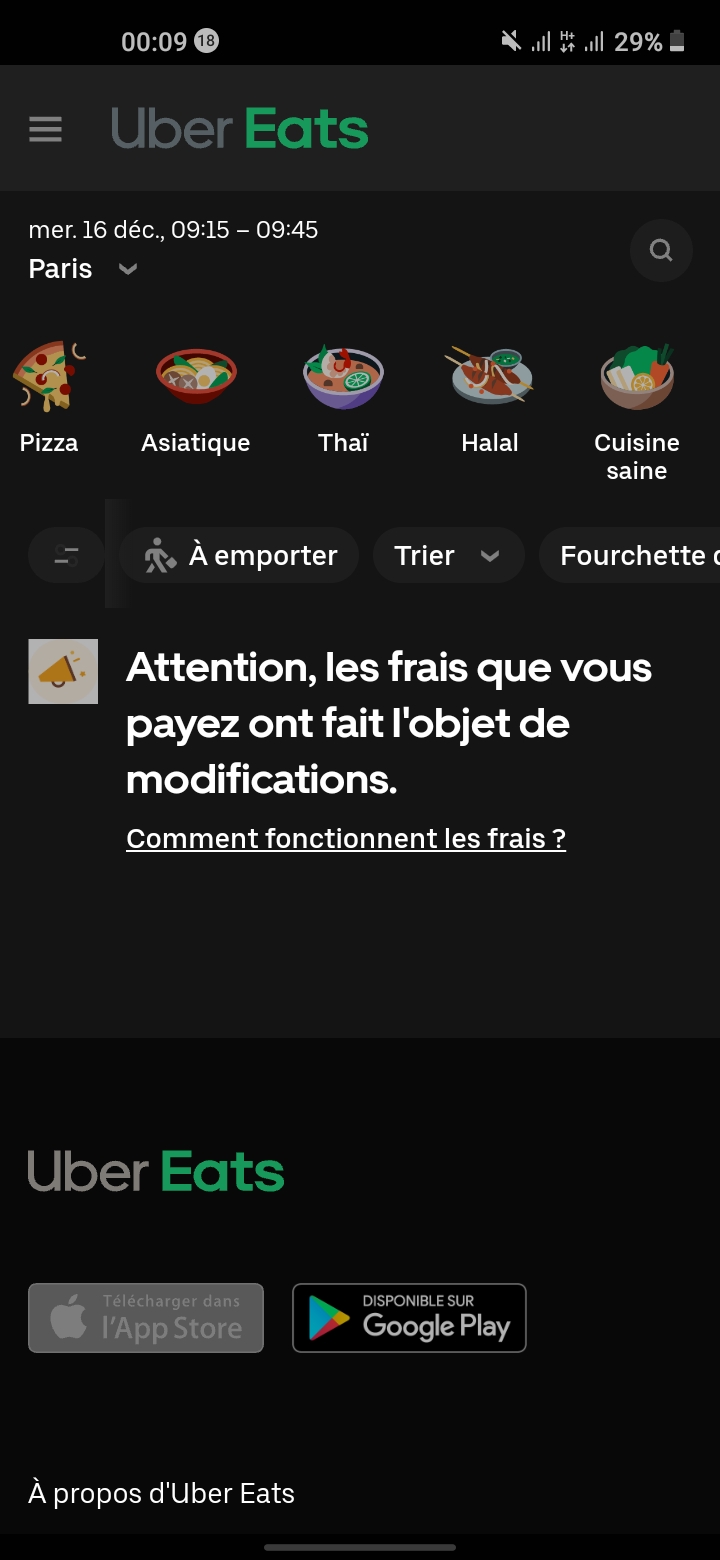 00:09 18 H+ 29%
Uber Eats
mer. 16 déc., 09:15 – 09:45
Paris
Pizza Asiatique Thaï Halal Cuisine
saine
À emporter Trier Fourchette
Attention, les frais que vous
payez ont fait l'objet de
modifications.
Comment fonctionnent les frais ?
Uber Eats
Télécharger dans
l'App Store
DISPONIBLE SUR
Google Play
À propos d'Uber Eats